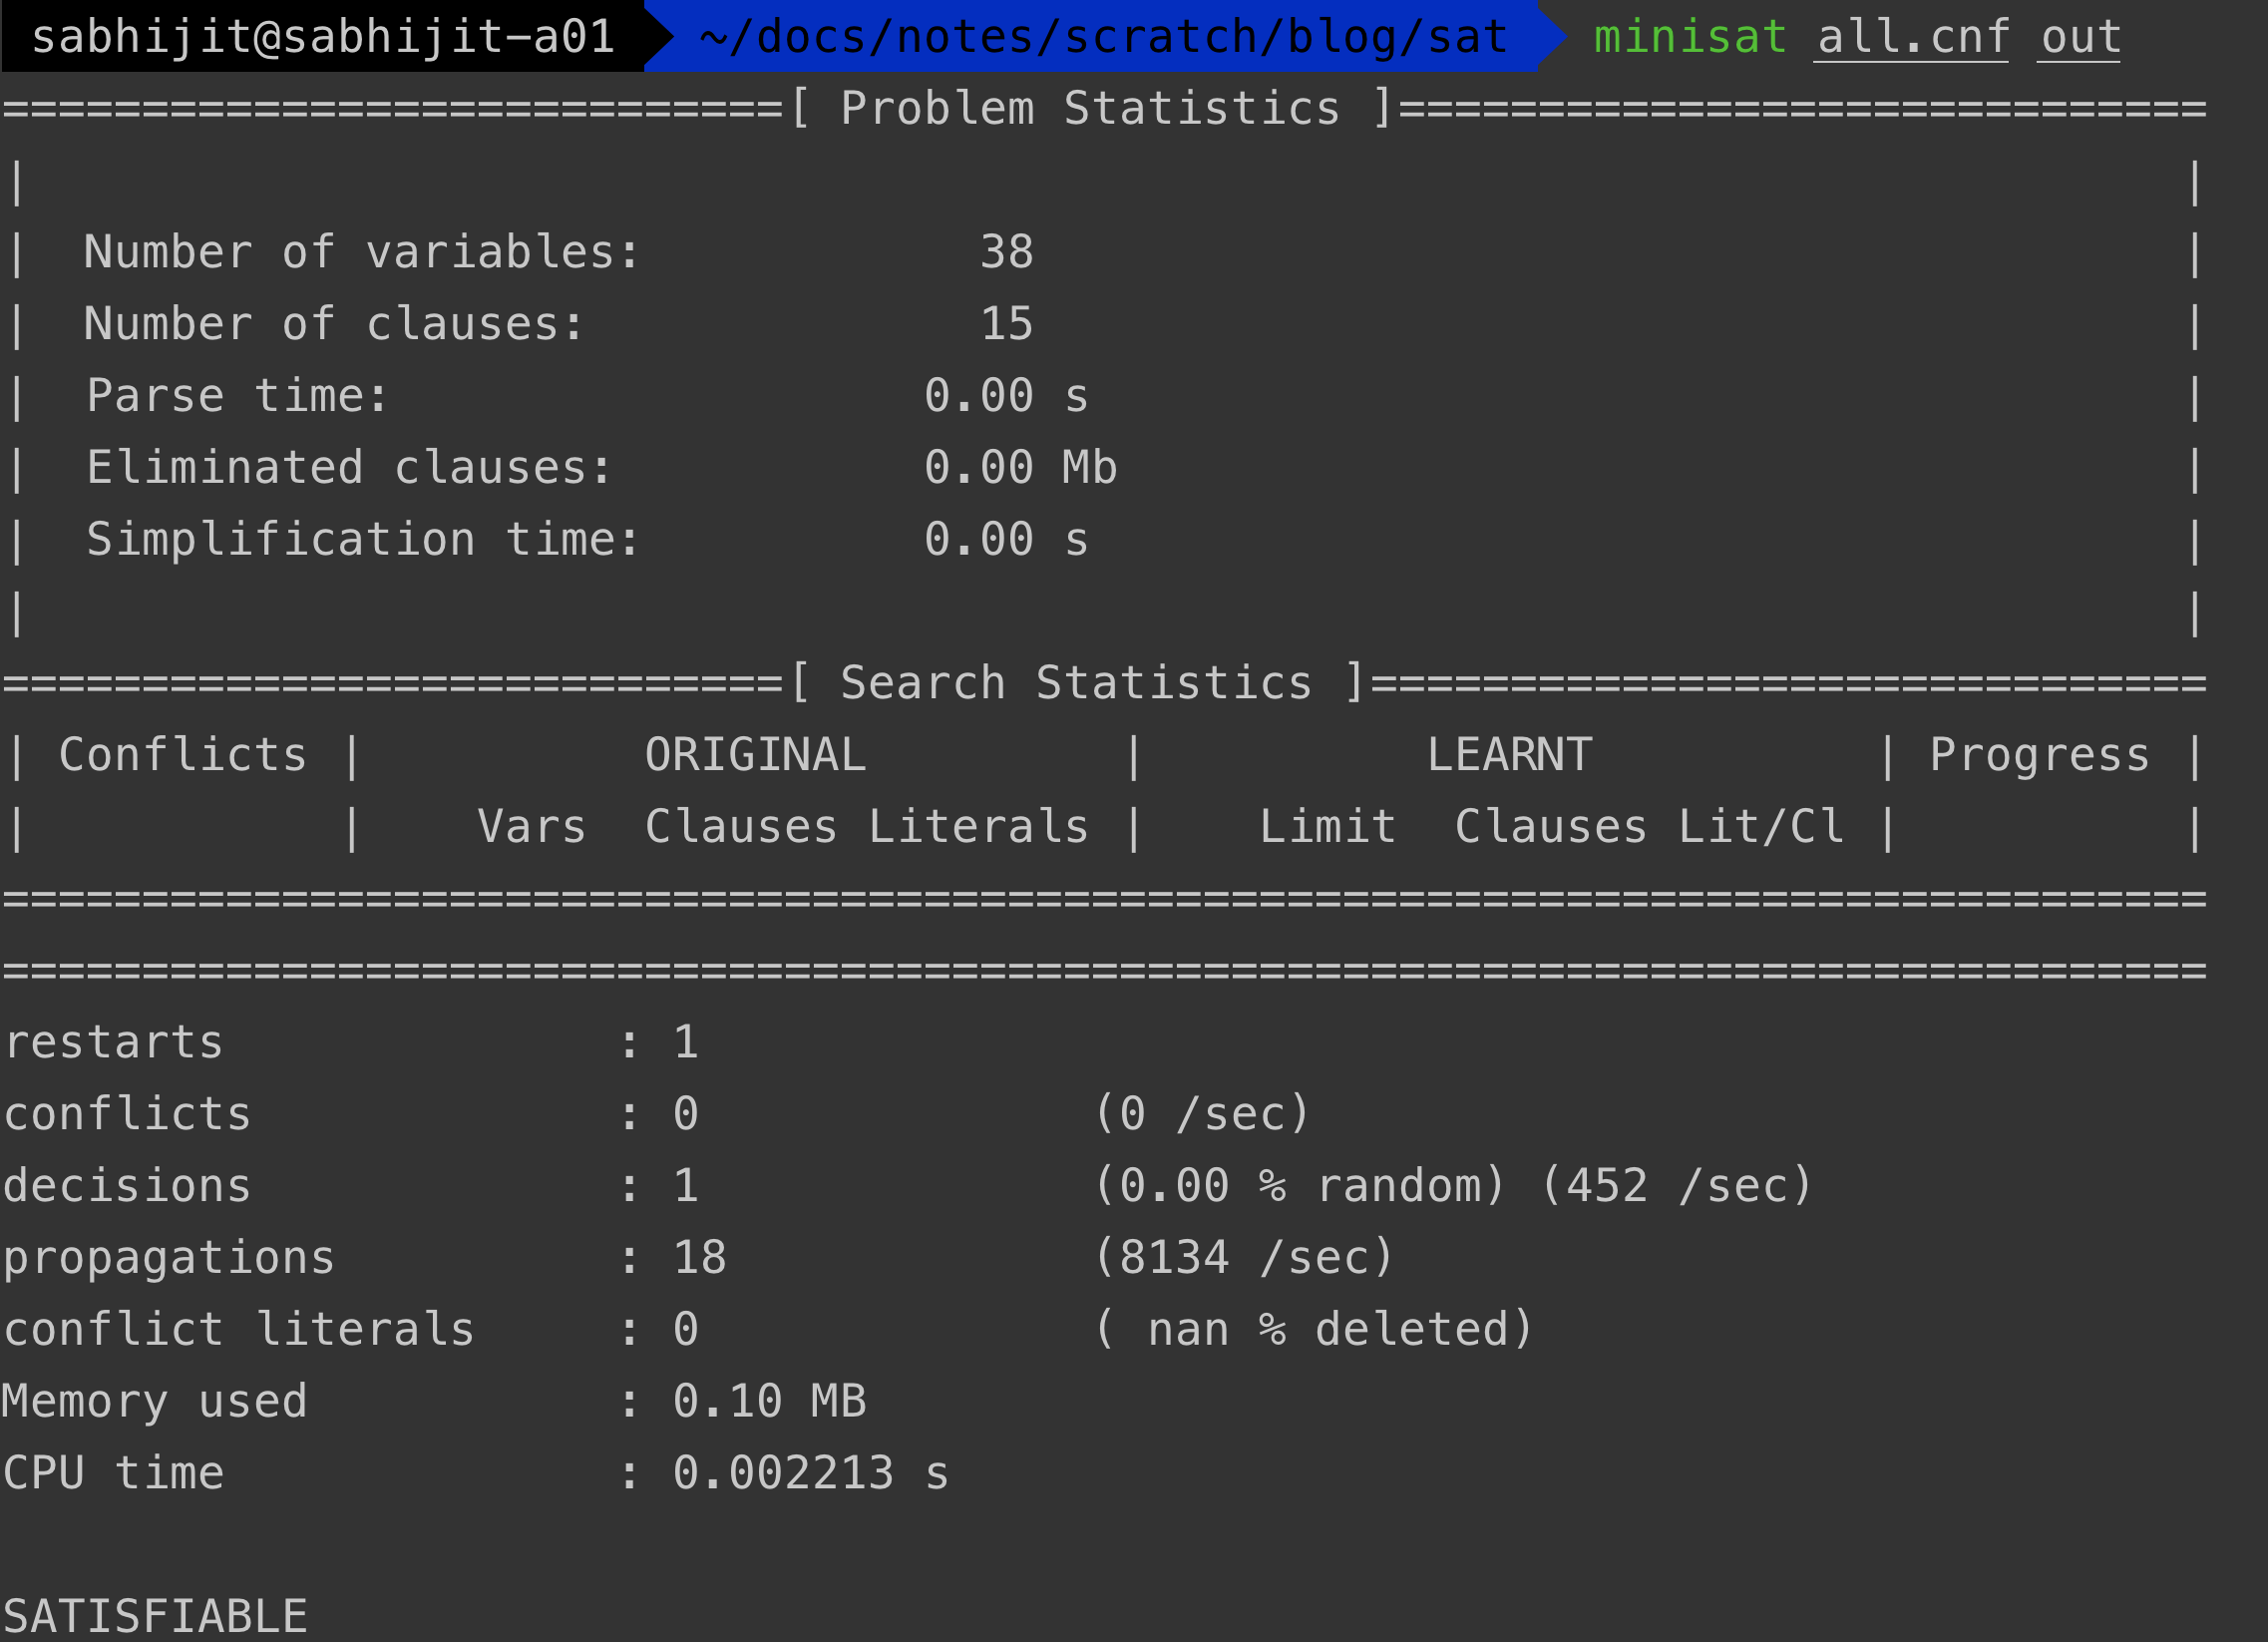 sabhijit@sabhijit-a01 ~/docs/notes/scratch/blog/sat minisat all.cnf out
============================[ Problem Statistics ]=============================
|                                                                             |
|  Number of variables:            38                                         |
|  Number of clauses:              15                                         |
|  Parse time:                   0.00 s                                       |
|  Eliminated clauses:           0.00 Mb                                      |
|  Simplification time:          0.00 s                                       |
|                                                                             |
============================[ Search Statistics ]==============================
| Conflicts |          ORIGINAL         |          LEARNT          | Progress |
|           |    Vars  Clauses Literals |    Limit  Clauses Lit/Cl |          |
===============================================================================
===============================================================================
restarts              : 1
conflicts             : 0              (0 /sec)
decisions             : 1              (0.00 % random) (452 /sec)
propagations          : 18             (8134 /sec)
conflict literals     : 0              ( nan % deleted)
Memory used           : 0.10 MB
CPU time              : 0.002213 s
SATISFIABLE